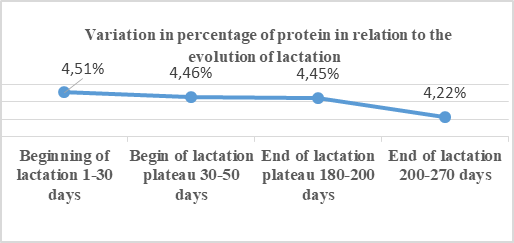 Variation in percentage of protein in relation to the
evolution of lactation
4,51%
4,46%
4,45%
4,22%
Beginning of
lactation 1-30
days
Begin of lactation
plateau 30-50
days
End of lactation
plateau 180-200
days
End of lactation
200-270 days